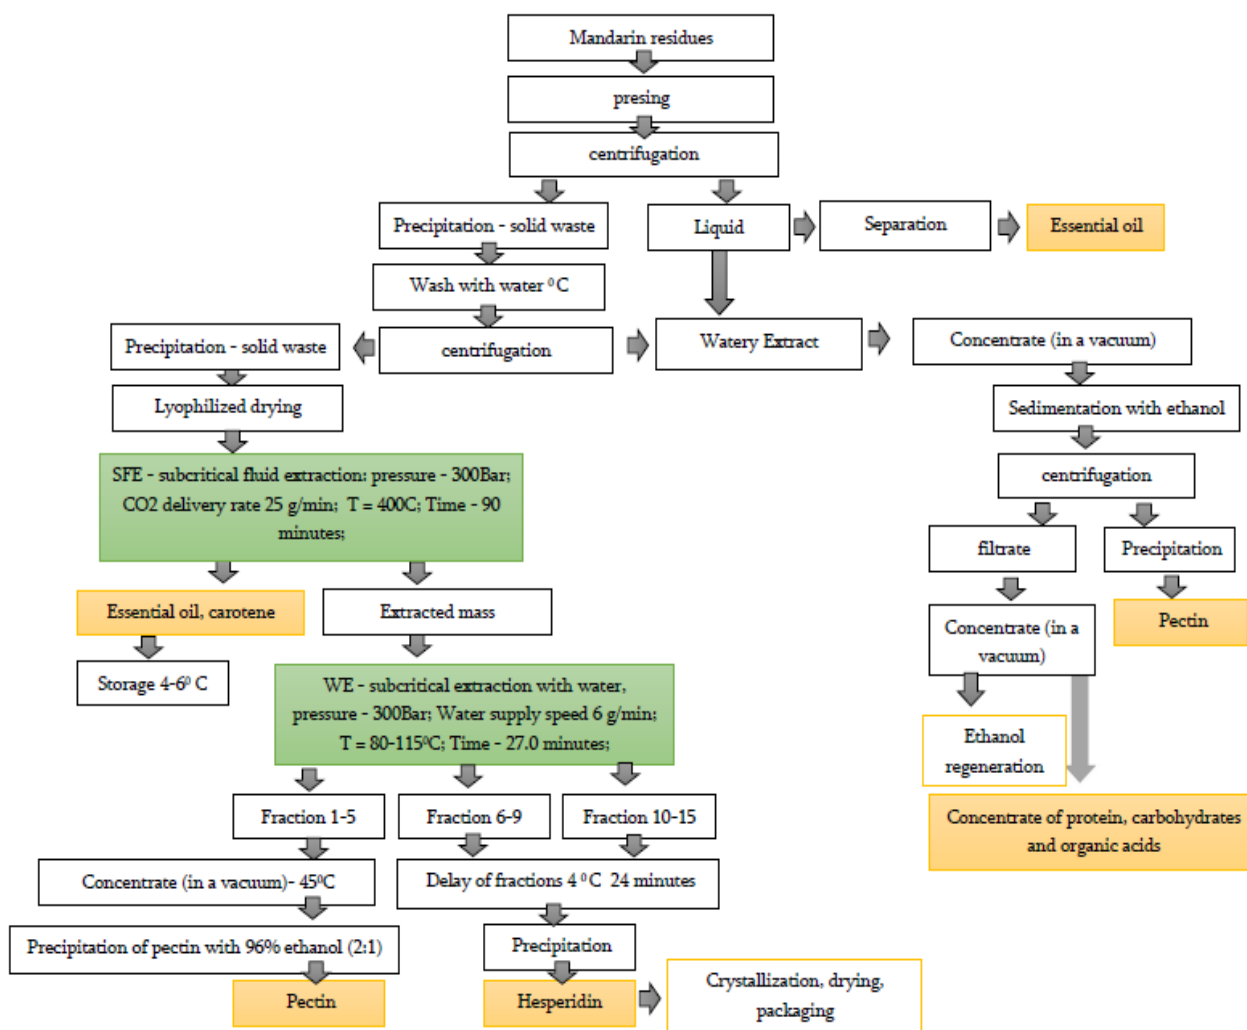 Mandarin residues
presing
centrifugation
Precipitation - solid waste
Liquid
Separation
Essential oil
Wash with water ⁰ C
Precipitation - solid waste
centrifugation
Watery Extract
Concentrate (in a vacuum)
Lyophilized drying
Sedimentation with ethanol
SFE - subcritical fluid extraction: pressure - 300Bar;
CO2 delivery rate 25 g/min; T = 400C; Time - 90
minutes;
centrifugation
filtrate
Precipitation
Essential oil, carotene
Extracted mass
Concentrate (in a
vacuum)
Pectin
Storage 4-6⁰ C
WE - subcritical extraction with water,
pressure - 300Bar; Water supply speed 6 g/min;
T = 80-115⁰C; Time - 27.0 minutes;
Ethanol
regeneration
Fraction 1-5
Fraction 6-9
Fraction 10-15
Concentrate of protein, carbohydrates
and organic acids
Concentrate (in a vacuum)- 45⁰C
Delay of fractions 4 ⁰ C 24 minutes
Precipitation of pectin with 96% ethanol (2:1)
Precipitation
Pectin
Hesperidin
Crystallization, drying,
packaging